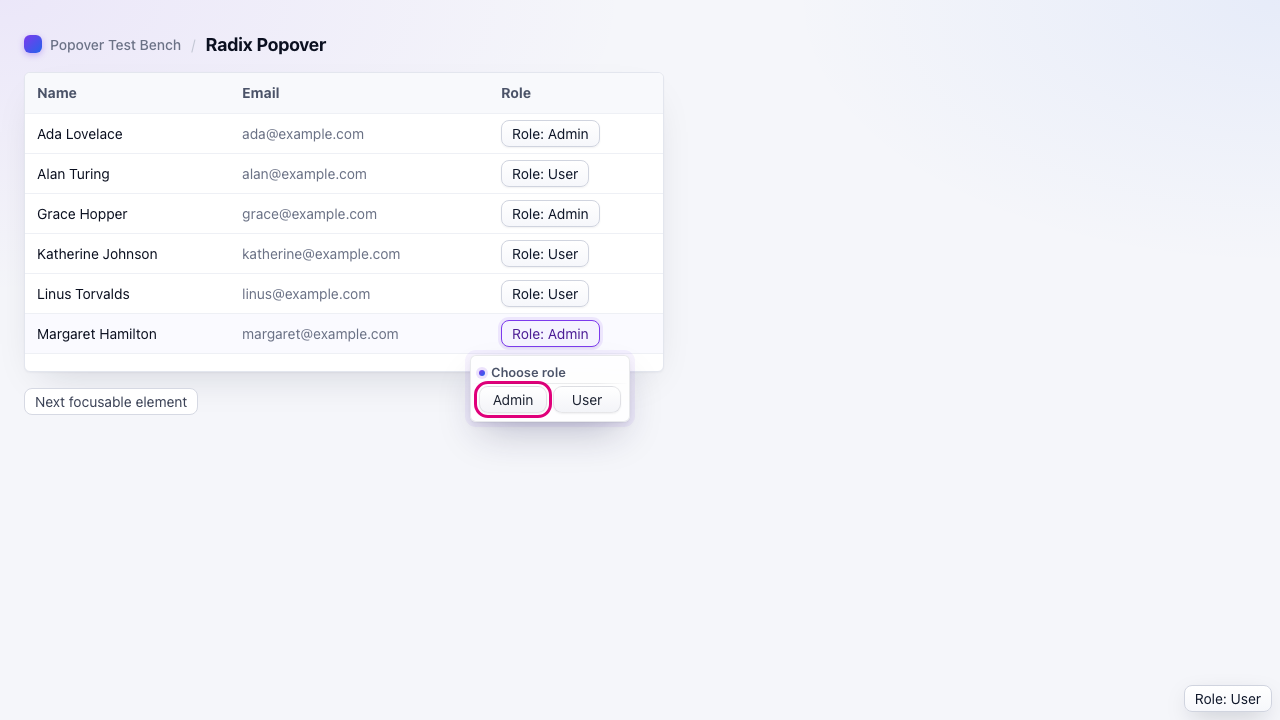 Popover Test Bench / Radix Popover
Name Email Role
Ada Lovelace ada@example.com Role: Admin
Alan Turing alan@example.com Role: User
Grace Hopper grace@example.com Role: Admin
Katherine Johnson katherine@example.com Role: User
Linus Torvalds linus@example.com Role: User
Margaret Hamilton margaret@example.com Role: Admin
Choose role
Admin User
Next focusable element
Role: User